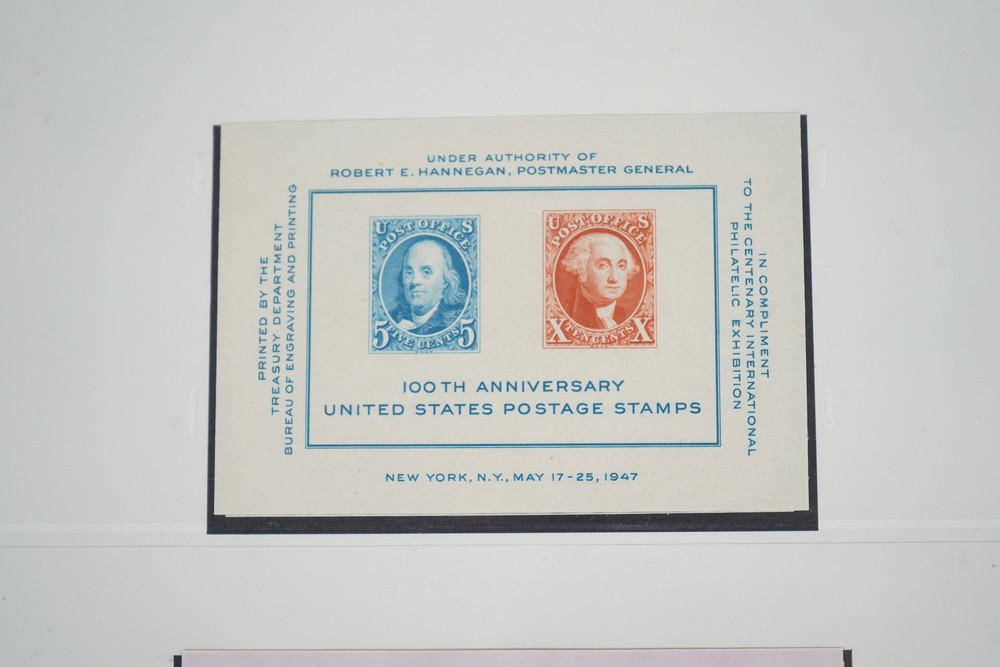 UNDER AUTHORITY OF
ROBERT E. HANNEGAN, POSTMASTER GENERAL
PRINTED BY THE
TREASURY DEPARTMENT
BUREAU OF ENGRAVING AND PRINTING
U S
POST OFFICE
5 FIVE CENTS 5
U S
POST OFFICE
X TEN CENTS X
100TH ANNIVERSARY
UNITED STATES POSTAGE STAMPS
IN COMPLIMENT
TO THE CENTENARY INTERNATIONAL
PHILATELIC EXHIBITION
NEW YORK, N.Y., MAY 17-25, 1947